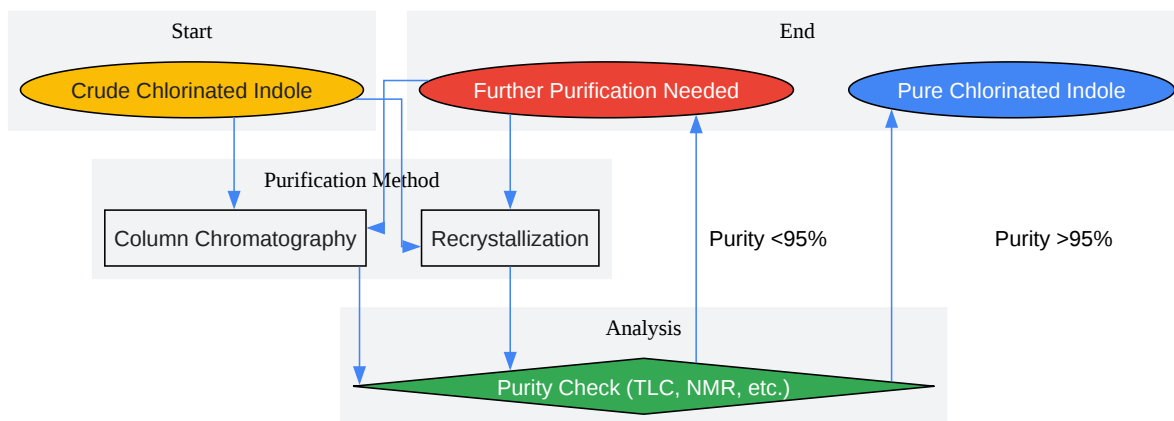 Start
End
Crude Chlorinated Indole
Further Purification Needed
Pure Chlorinated Indole
Purification Method
Column Chromatography
Recrystallization
Purity <95%
Purity >95%
Analysis
Purity Check (TLC, NMR, etc.)